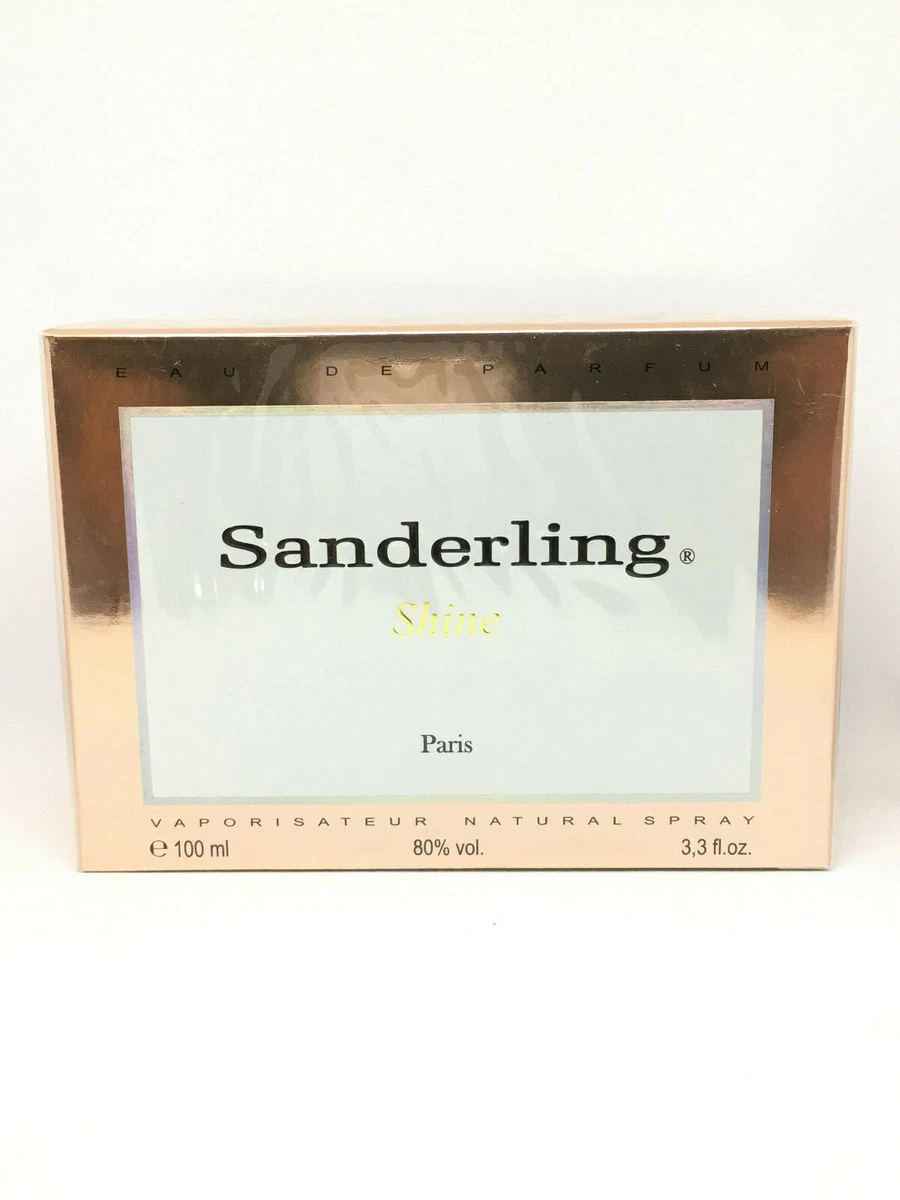 EAU DE PARFUM
Sanderling®
Shine
Paris
VAPORISATEUR NATURAL SPRAY
℮ 100 ml 80% vol. 3,3 fl.oz.